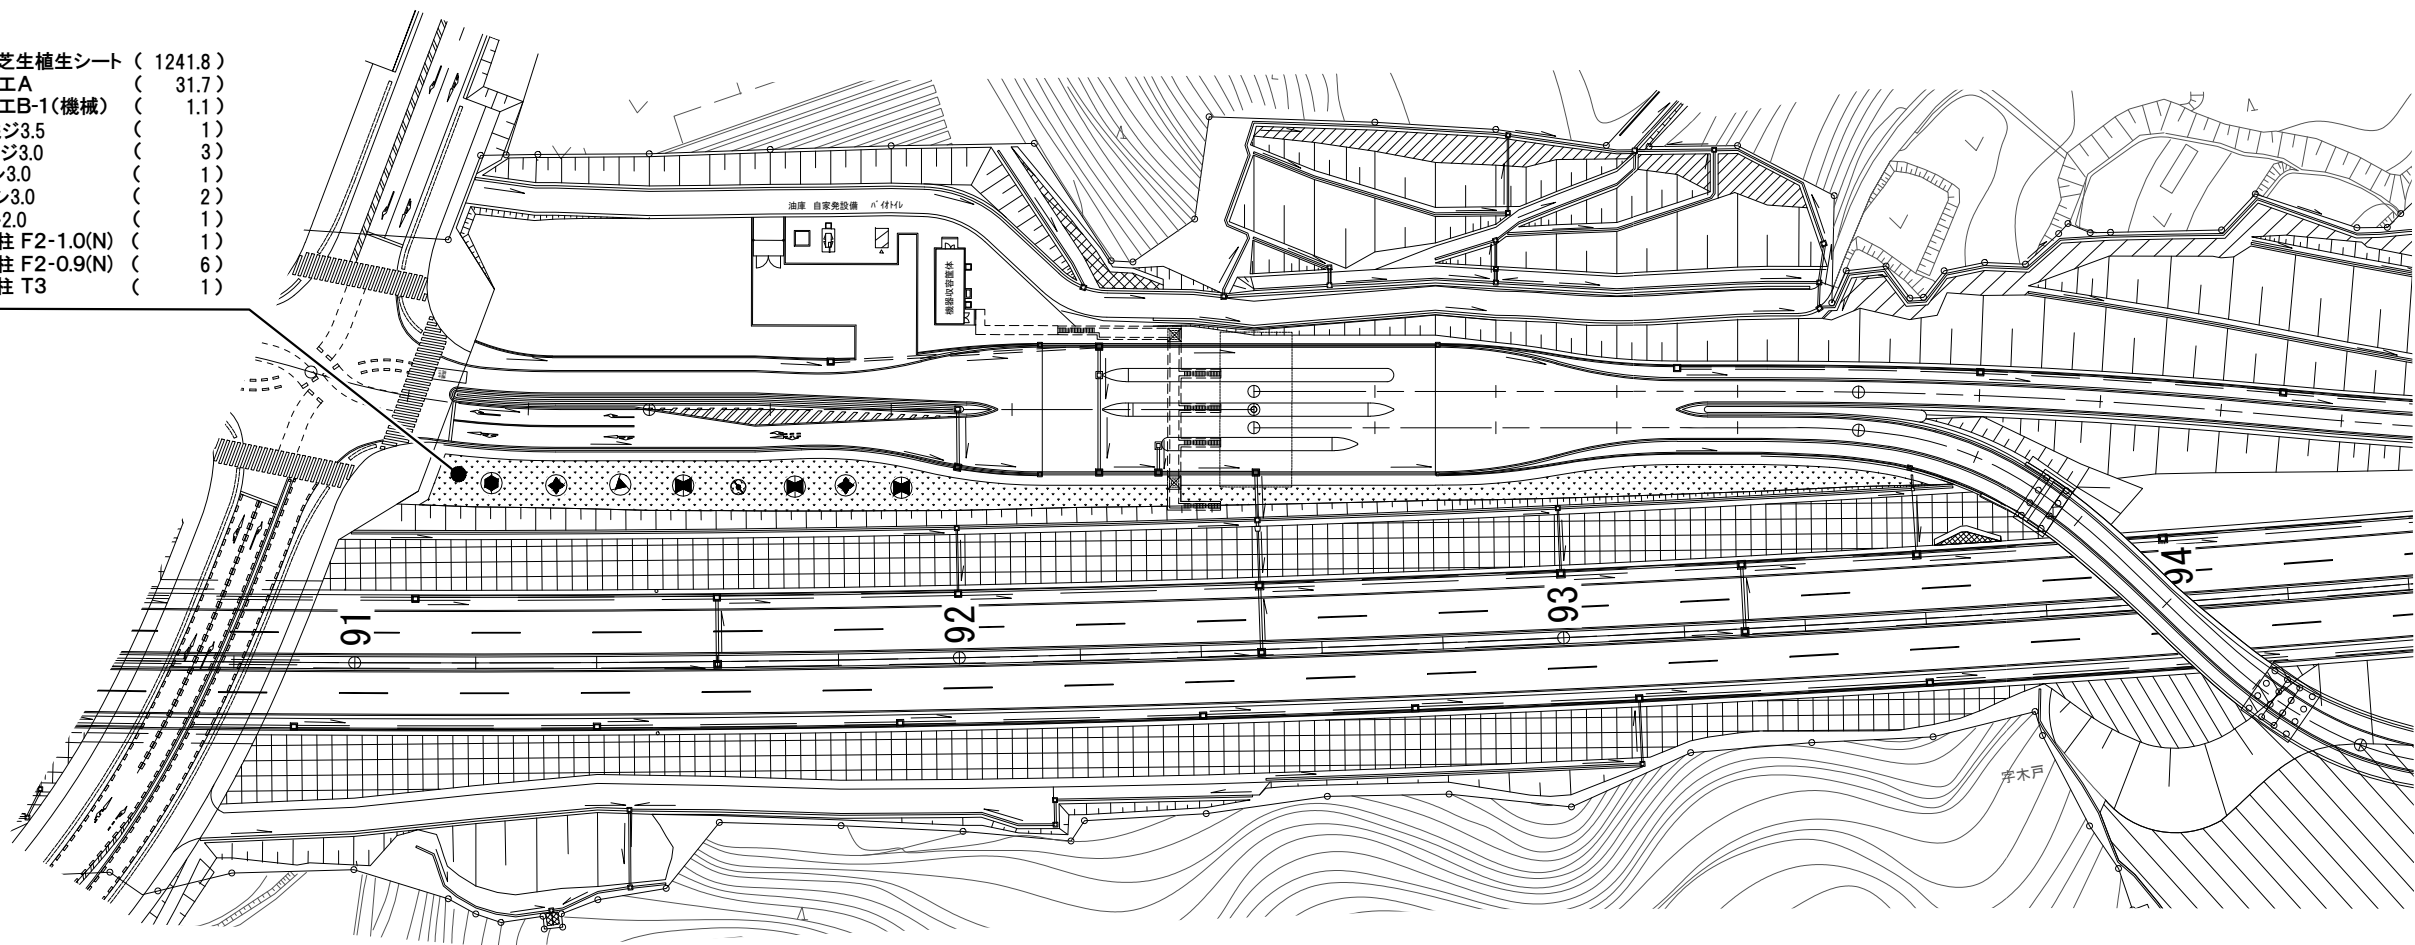 芝生植生シート ( 1241.8 )
工A ( 31.7 )
工B-1(機械) ( 1.1 )
ジ3.5 ( 1 )
ジ3.0 ( 3 )
ン3.0 ( 1 )
ン3.0 ( 2 )
2.0 ( 1 )
柱 F2-1.0(N) ( 1 )
柱 F2-0.9(N) ( 6 )
柱 T3 ( 1 )
油庫 自家発設備 バイオトイレ
機器収容筐体
91
92
93
94
字木戸